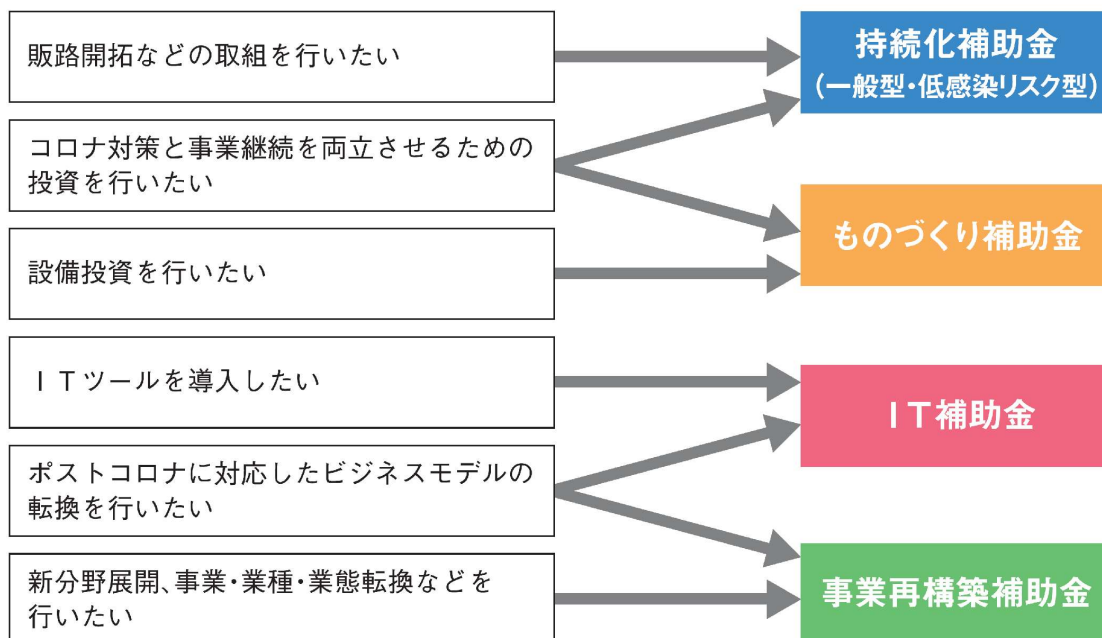 販路開拓などの取組を行いたい
コロナ対策と事業継続を両立させるための
投資を行いたい
設備投資を行いたい
ＩＴツールを導入したい
ポストコロナに対応したビジネスモデルの
転換を行いたい
新分野展開、事業・業種・業態転換などを
行いたい
持続化補助金
（一般型・低感染リスク型）
ものづくり補助金
ＩＴ補助金
事業再構築補助金